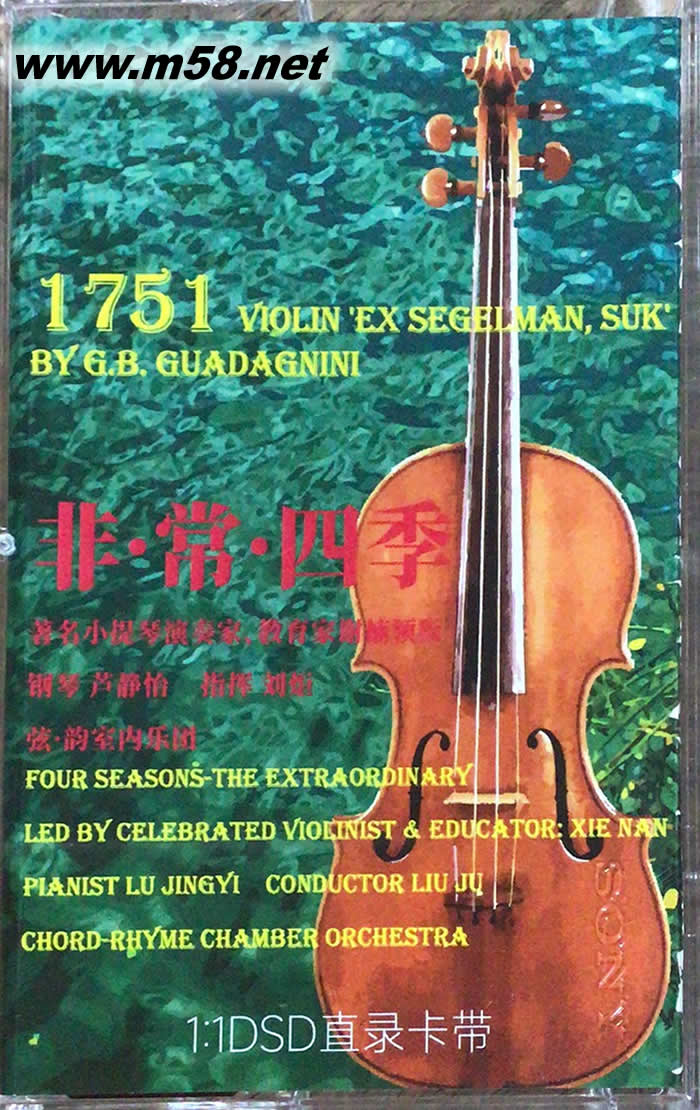 www.m58.net
1751 VIOLIN 'EX SEGELMAN, SUK'
BY G.B. GUADAGNINI
非·常·四季
著名小提琴演奏家,教育家谢楠领衔
钢琴 芦静怡 指挥 刘炬
弦·韵室内乐团
FOUR SEASONS-THE EXTRAORDINARY
LED BY CELEBRATED VIOLINIST & EDUCATOR: XIE NAN
PIANIST LU JINGYI CONDUCTOR LIU JU
CHORD-RHYME CHAMBER ORCHESTRA
SONY
1:1DSD直录卡带